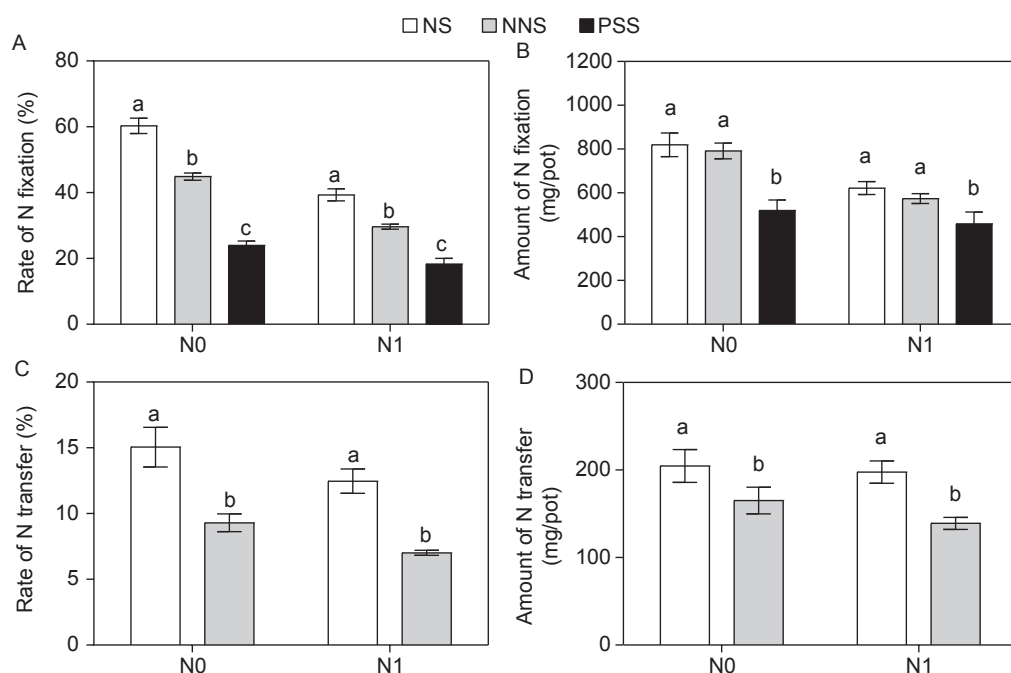 NS NNS PSS
A
Rate of N fixation (%)
80
60
40
20
0
a
b
c
a
b
c
N0 N1
B
Amount of N fixation
(mg/pot)
1200
1000
800
600
400
200
0
a
a
b
a
a
b
N0 N1
C
Rate of N transfer (%)
20
15
10
5
0
a
b
a
b
N0 N1
D
Amount of N transfer
(mg/pot)
300
200
100
0
a
b
a
b
N0 N1